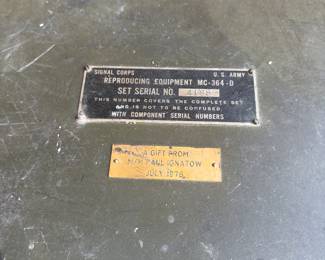 SIGNAL CORPS U. S. ARMY
REPRODUCING EQUIPMENT MC-364-D
SET SERIAL NO.
THIS NUMBER COVERS THE COMPLETE SET
AND IS NOT TO BE CONFUSED
WITH COMPONENT SERIAL NUMBERS
A GIFT FROM
PAUL IGNATOW
JULY 1978